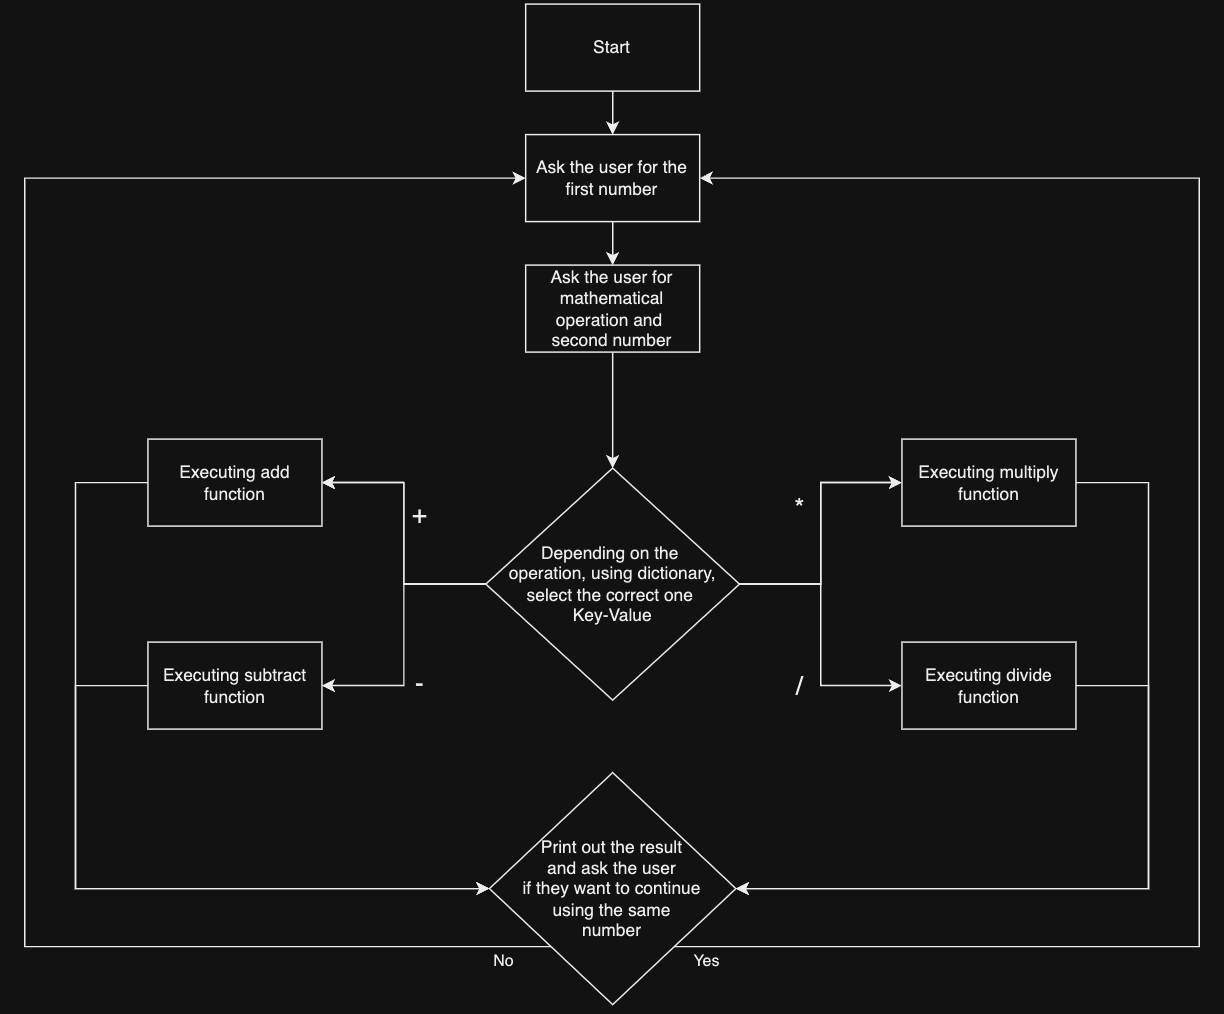 Start
Ask the user for the
first number
Ask the user for
mathematical
operation and
second number
Executing add
function
+
*
Executing multiply
function
Depending on the
operation, using dictionary,
select the correct one
Key-Value
Executing subtract
function
-
/
Executing divide
function
Print out the result
and ask the user
if they want to continue
using the same
number
No
Yes